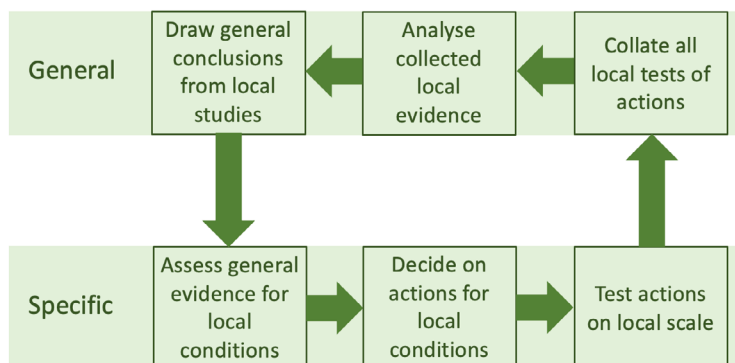 General
Draw general
conclusions
from local
studies
Analyse
collected
local
evidence
Collate all
local tests of
actions
Specific
Assess general
evidence for
local
conditions
Decide on
actions for
local
conditions
Test actions
on local scale